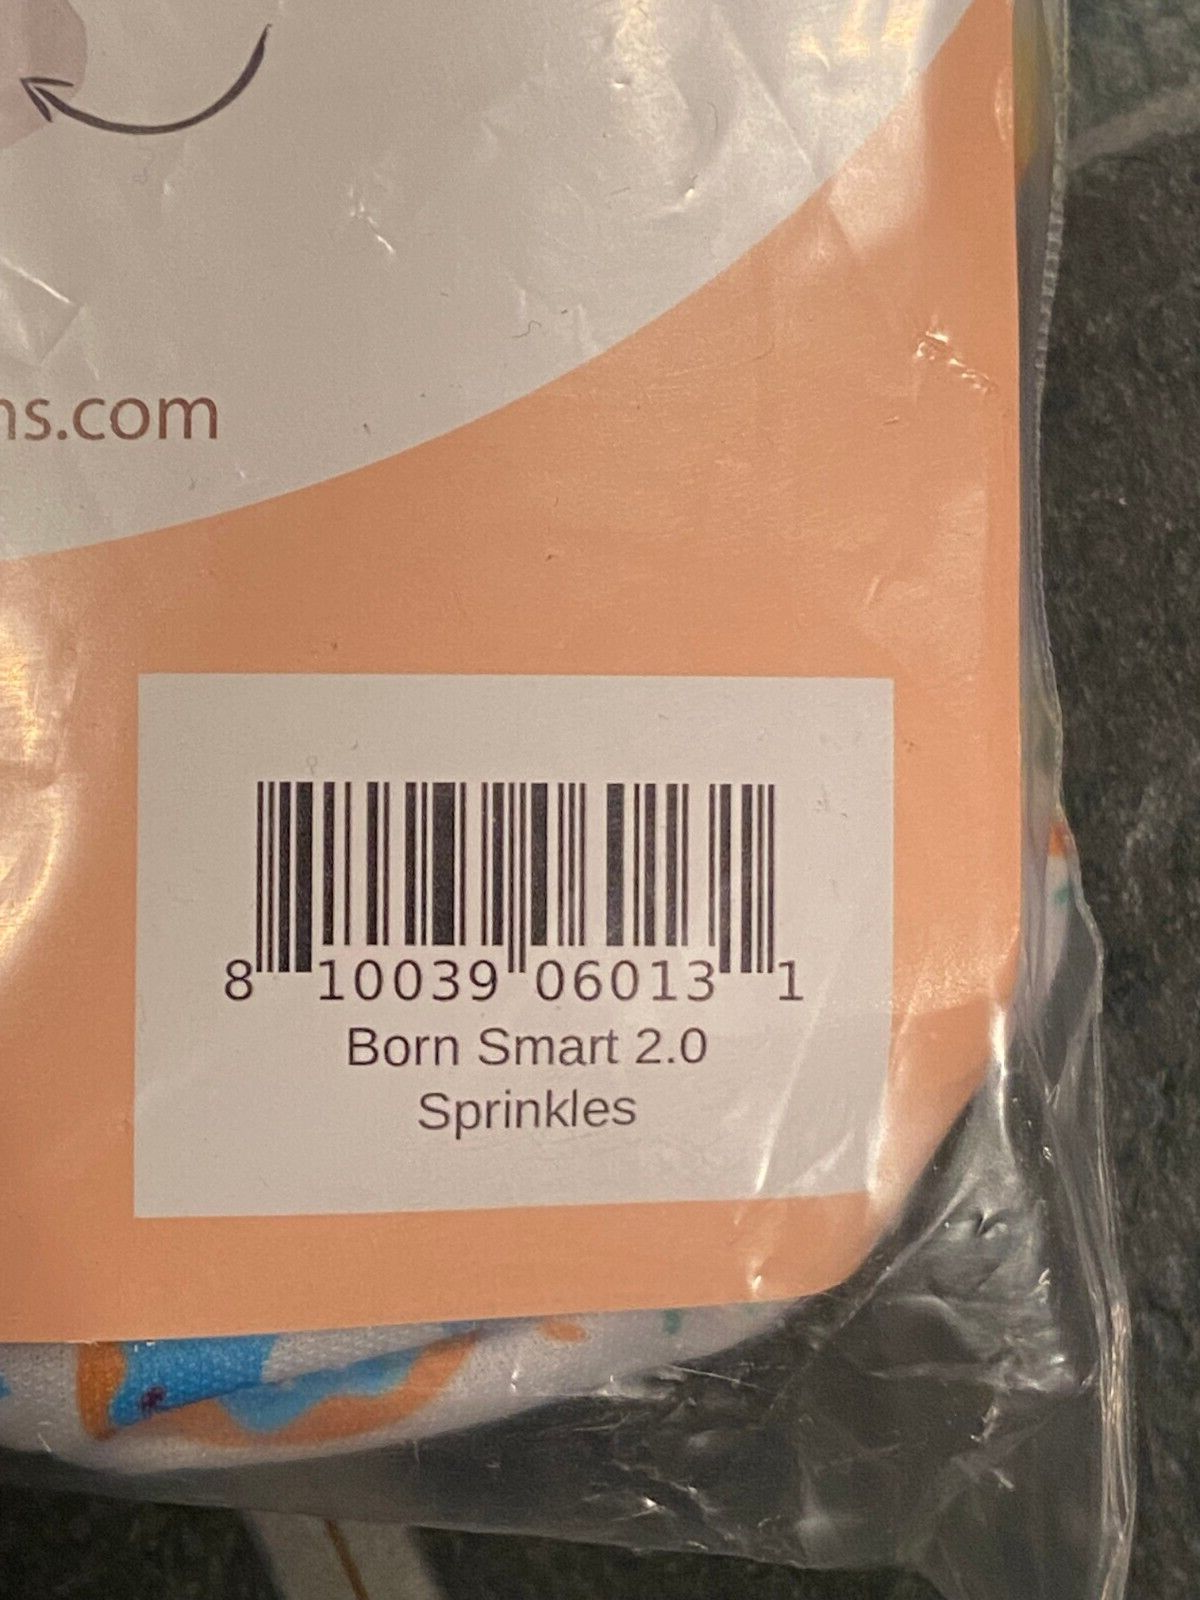 ns.com
8 10039 06013 1
Born Smart 2.0
Sprinkles